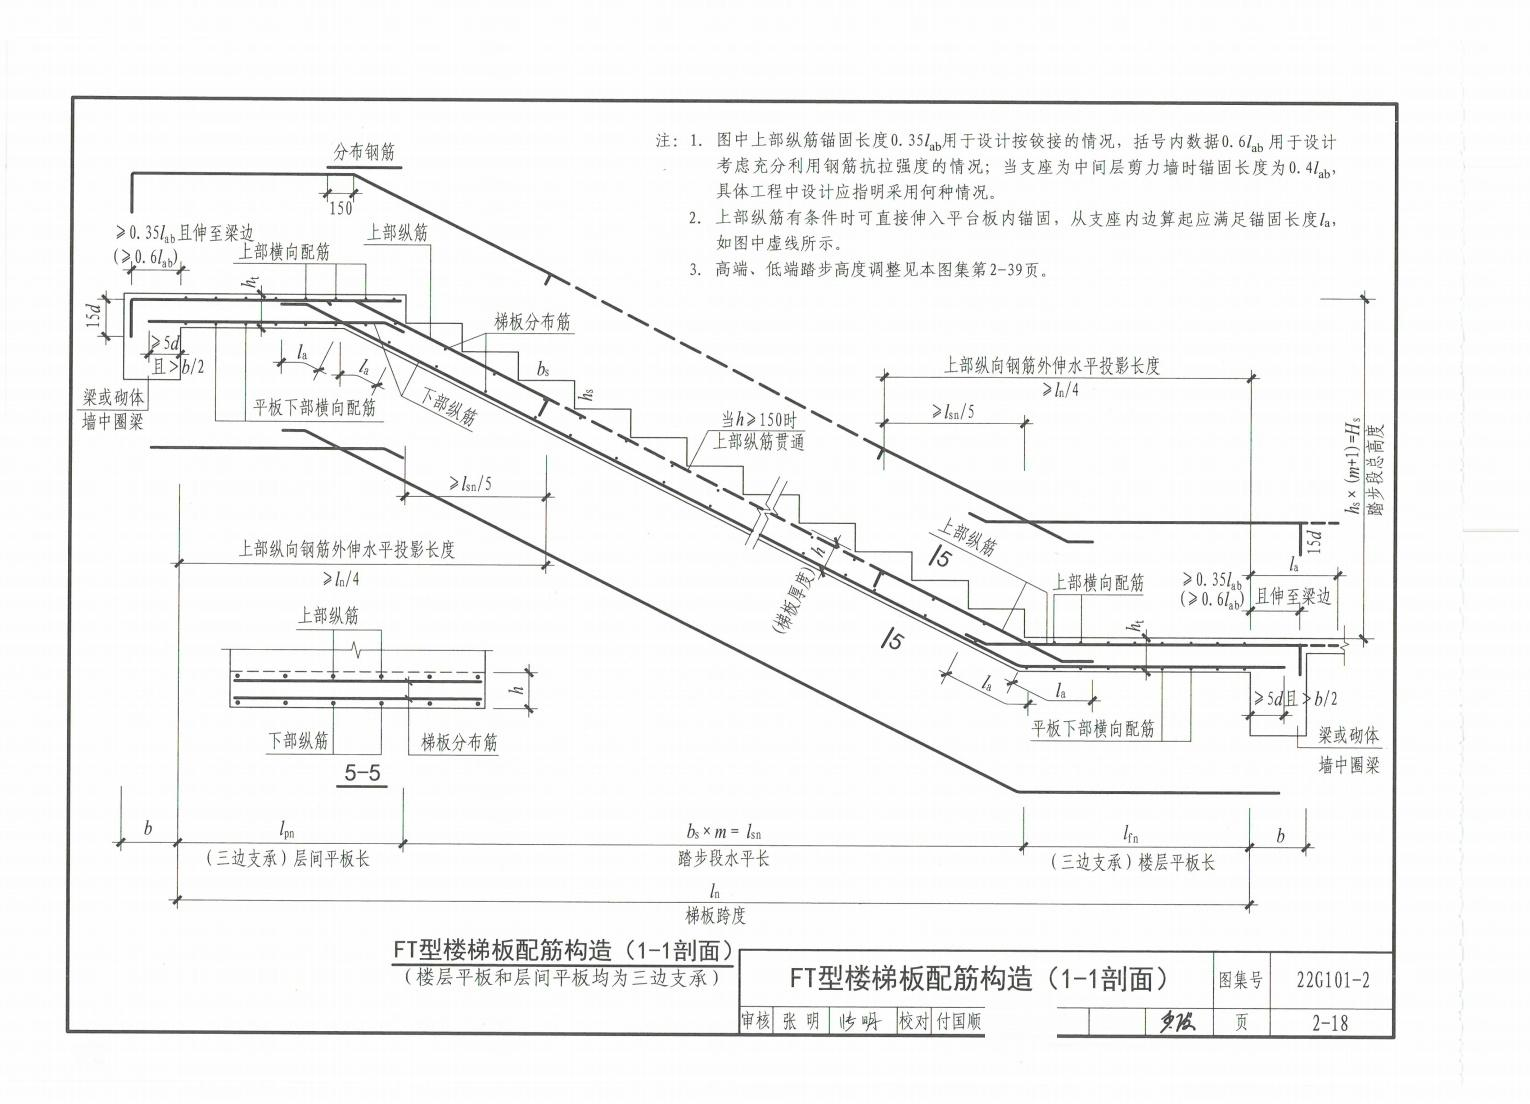 注：1. 图中上部纵筋锚固长度0.35lab用于设计按铰接的情况，括号内数据0.6lab 用于设计
考虑充分利用钢筋抗拉强度的情况；当支座为中间层剪力墙时锚固长度为0.4lab，
具体工程中设计应指明采用何种情况。
2. 上部纵筋有条件时可直接伸入平台板内锚固，从支座内边算起应满足锚固长度la，
如图中虚线所示。
3. 高端、低端踏步高度调整见本图集第2-39页。
分布钢筋
150
≥0.35lab且伸至梁边
(≥0.6lab)
上部横向配筋
上部纵筋
ht
15d
≥5d
且≥b/2
梁或砌体
墙中圈梁
la
la
平板下部横向配筋
下部纵筋
梯板分布筋
bs
hs
当h≥150时
上部纵筋贯通
≥lsn/5
上部纵向钢筋外伸水平投影长度
≥ln/4
上部纵向钢筋外伸水平投影长度
≥ln/4
≥lsn/5
hs×(m+1)=Hs
踏步段总高度
上部纵筋
5
h
(梯板厚度)
5
上部横向配筋
ht
≥0.35lab
(≥0.6lab)
且伸至梁边
15d
la
la
la
平板下部横向配筋
≥5d且≥b/2
梁或砌体
墙中圈梁
上部纵筋
h
下部纵筋
梯板分布筋
5-5
b
lpn
(三边支承)层间平板长
bs×m= lsn
踏步段水平长
lfn
(三边支承)楼层平板长
b
ln
梯板跨度
FT型楼梯板配筋构造(1-1剖面)
(楼层平板和层间平板均为三边支承)
FT型楼梯板配筋构造(1-1剖面)
图集号
22G101-2
审核
张 明
校对
付国顺
页
2-18